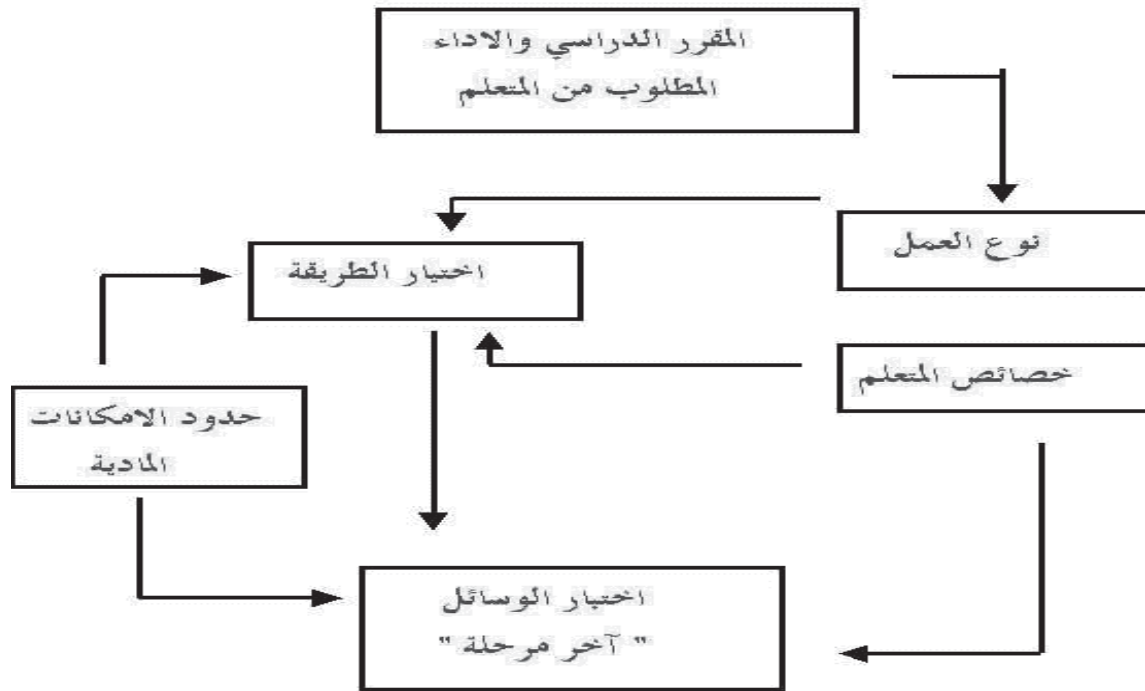 المقرر الدراسي والاداء
المطلوب من المتعلم
نوع العمل
اختيار الطريقة
خصائص المتعلم
حدود الامكانات
المادية
اختيار الوسائل
" آخر مرحلة "